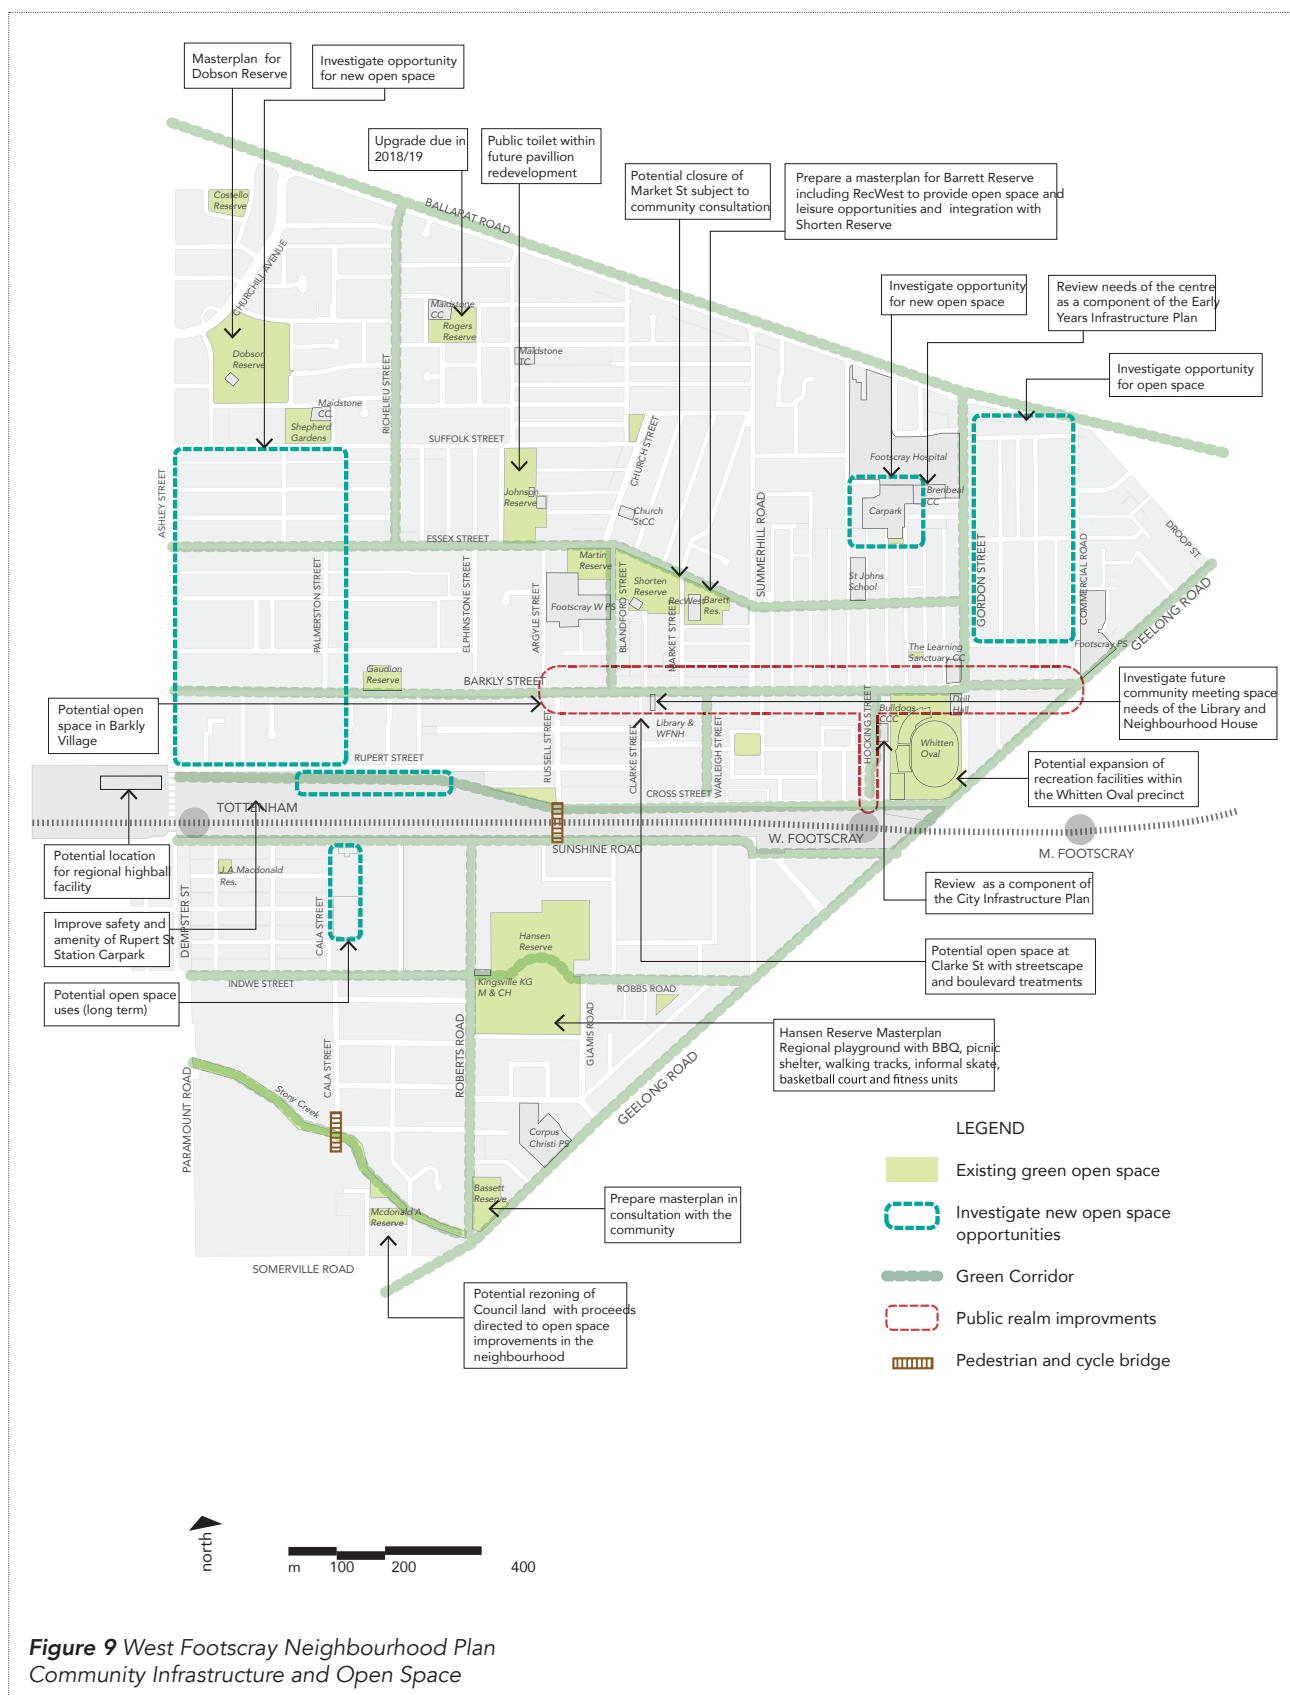 Masterplan for
Dobson Reserve
Investigate opportunity
for new open space
Upgrade due in
2018/19
Public toilet within
future pavillion
redevelopment
Potential closure of
Market St subject to
community consultation
Prepare a masterplan for Barrett Reserve
including RecWest to provide open space and
leisure opportunities and integration with
Shorten Reserve
Investigate opportunity
for new open space
Review needs of the centre
as a component of the Early
Years Infrastructure Plan
Investigate opportunity
for open space
Costello
Reserve
BALLARAT ROAD
CHURCHILL AVENUE
Maidstone
CC
Rogers
Reserve
Maidstone
TC
Dobson
Reserve
RICHELIEU STREET
Maidstone
CC.
Shepherd
Gardens
SUFFOLK STREET
CHURCH STREET
Footscray Hospital
ASHLEY STREET
Johnson
Reserve
Church
StCC
SUMMERHILL ROAD
Brenbeal
CC
Carpark
DROOP ST
ESSEX STREET
PALMERSTON STREET
ELPHINSTONE STREET
ARGYLE STREET
Martin
Reserve
BLANDFORD STREET
Shorten
Reserve
RecWest
Barett
Res.
MARKET STREET
St Johns
School
GORDON STREET
COMMERCIAL ROAD
GEELONG ROAD
Footscray W PS
Footscray PS
The Learning
Sanctuary CC
Gaudion
Reserve
BARKLY STREET
Potential open
space in Barkly
Village
Investigate future
community meeting space
needs of the Library and
Neighbourhood House
Library &
WFNH
RUSSELL STREET
CLARKE STREET
WARLEIGH STREET
HOCKING STREET
Bulldogs
CCC
Drill
Hall
Whitten
Oval
RUPERT STREET
CROSS STREET
Potential expansion of
recreation facilities within
the Whitten Oval precinct
TOTTENHAM
W. FOOTSCRAY
M. FOOTSCRAY
SUNSHINE ROAD
Potential location
for regional highball
facility
J.A.Macdonald
Res.
DEMPSTER ST
CALA STREET
Review as a component of
the City Infrastructure Plan
Improve safety and
amenity of Rupert St
Station Carpark
Hansen
Reserve
Potential open space at
Clarke St with streetscape
and boulevard treatments
INDWE STREET
Kingsville KG
M & CH
ROBBS ROAD
Potential open space
uses (long term)
Hansen Reserve Masterplan
Regional playground with BBQ, picnic
shelter, walking tracks, informal skate,
basketball court and fitness units
GLAMIS ROAD
ROBERTS ROAD
CALA STREET
PARAMOUNT ROAD
Stony Creek
GEELONG ROAD
Corpus
Christi PS
Bassett
Reserve
Mcdonald A
Reserve
Prepare masterplan in
consultation with the
community
SOMERVILLE ROAD
Potential rezoning of
Council land with proceeds
directed to open space
improvements in the
neighbourhood
LEGEND
Existing green open space
Investigate new open space
opportunities
Green Corridor
Public realm improvments
Pedestrian and cycle bridge
north
m 100 200 400
Figure 9 West Footscray Neighbourhood Plan
Community Infrastructure and Open Space